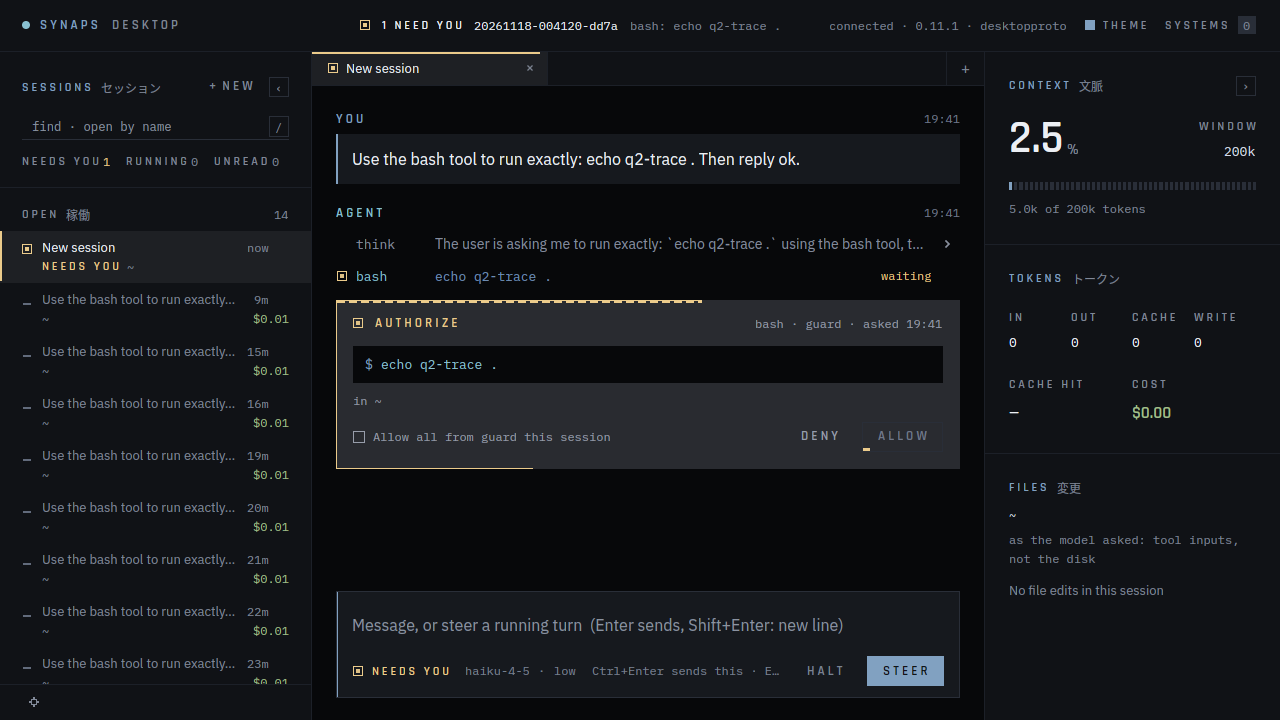 SYNAPS DESKTOP
1 NEED YOU 20261118-004120-dd7a bash: echo q2-trace .
connected · 0.11.1 · desktopproto
THEME
SYSTEMS 0
SESSIONS セッション
+ NEW ‹
find · open by name /
NEEDS YOU 1 RUNNING 0 UNREAD 0
OPEN 稼働 14
New session now
NEEDS YOU ~
Use the bash tool to run exactly... 9m
~ $0.01
Use the bash tool to run exactly... 15m
~ $0.01
Use the bash tool to run exactly... 16m
~ $0.01
Use the bash tool to run exactly... 19m
~ $0.01
Use the bash tool to run exactly... 20m
~ $0.01
Use the bash tool to run exactly... 21m
~ $0.01
Use the bash tool to run exactly... 22m
~ $0.01
Use the bash tool to run exactly... 23m
~ $0.01
New session × +
YOU 19:41
Use the bash tool to run exactly: echo q2-trace . Then reply ok.
AGENT 19:41
think The user is asking me to run exactly: `echo q2-trace .` using the bash tool, t... ›
bash echo q2-trace . waiting
AUTHORIZE bash · guard · asked 19:41
$ echo q2-trace .
in ~
Allow all from guard this session DENY ALLOW
Message, or steer a running turn (Enter sends, Shift+Enter: new line)
NEEDS YOU haiku-4-5 · low Ctrl+Enter sends this · E… HALT STEER
CONTEXT 文脈 ›
2.5 % WINDOW
200k
5.0k of 200k tokens
TOKENS トークン
IN OUT CACHE WRITE
0 0 0 0
CACHE HIT COST
— $0.00
FILES 変更
~
as the model asked: tool inputs,
not the disk
No file edits in this session